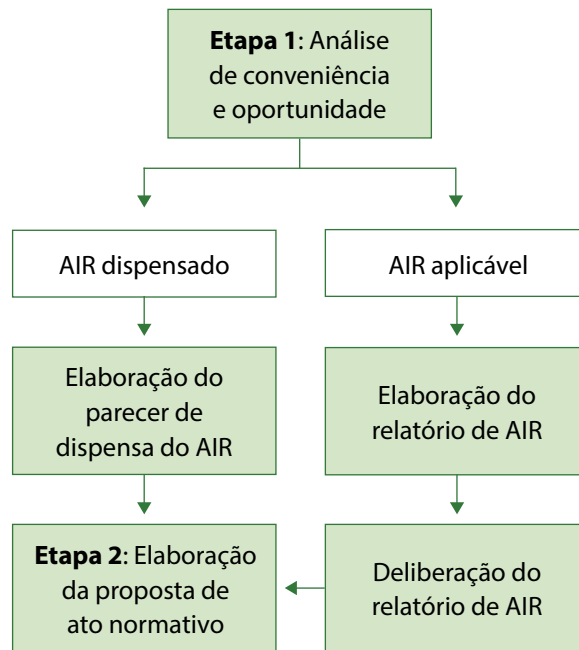 Etapa 1: Análise
de conveniência
e oportunidade
AIR dispensado
AIR aplicável
Elaboração do
parecer de
dispensa do AIR
Elaboração do
relatório de AIR
Etapa 2: Elaboração
da proposta de
ato normativo
Deliberação do
relatório de AIR